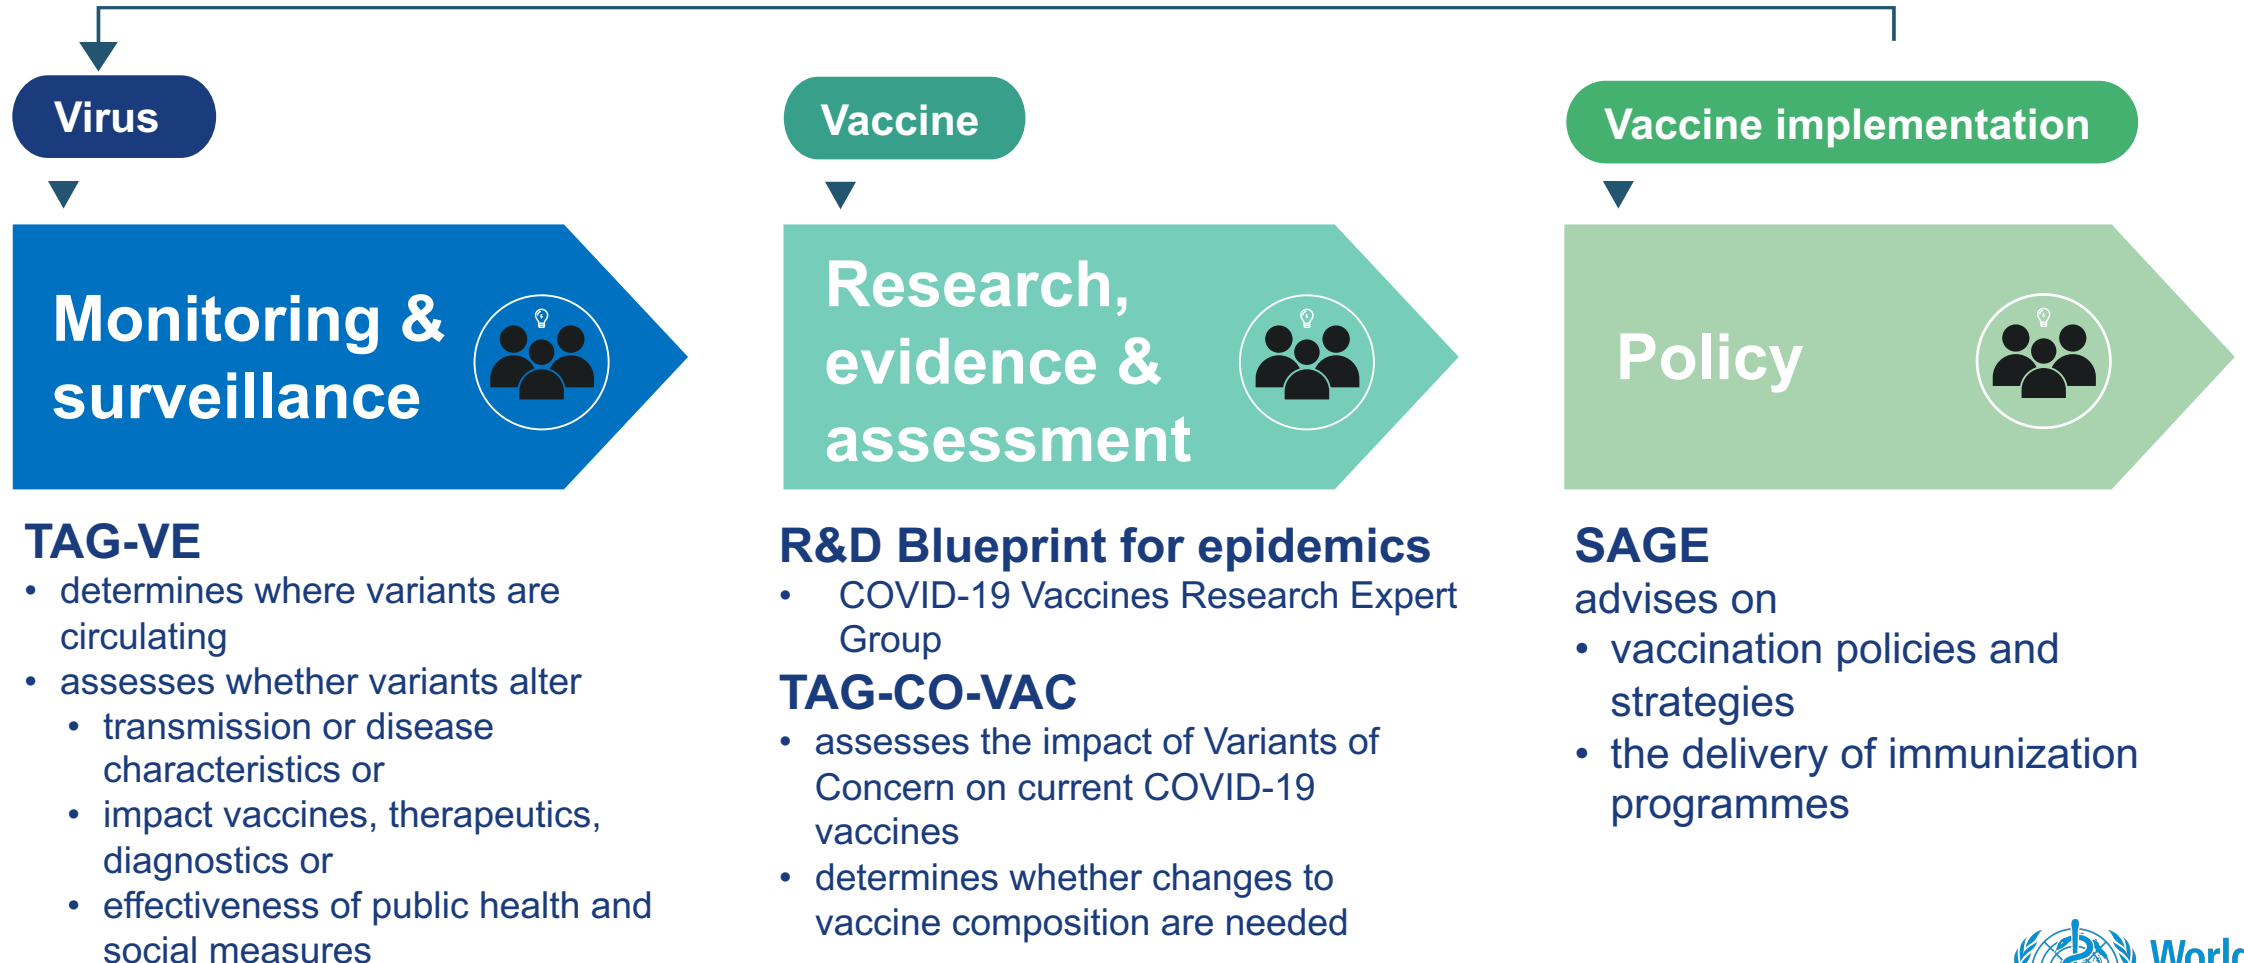 Virus
Vaccine
Vaccine implementation
Monitoring &
surveillance
Research,
evidence &
assessment
Policy
TAG-VE
• determines where variants are
circulating
• assesses whether variants alter
• transmission or disease
characteristics or
• impact vaccines, therapeutics,
diagnostics or
• effectiveness of public health and
social measures
R&D Blueprint for epidemics
• COVID-19 Vaccines Research Expert
Group
TAG-CO-VAC
• assesses the impact of Variants of
Concern on current COVID-19
vaccines
• determines whether changes to
vaccine composition are needed
SAGE
advises on
• vaccination policies and
strategies
• the delivery of immunization
programmes